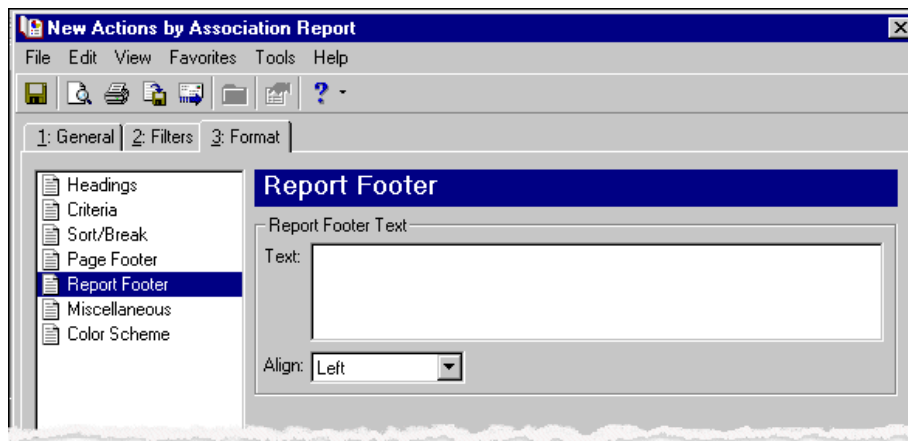 New Actions by Association Report
File Edit View Favorites Tools Help
?
1: General 2: Filters 3: Format
Headings
Criteria
Sort/Break
Page Footer
Report Footer
Miscellaneous
Color Scheme
Report Footer
Report Footer Text
Text:
Align: Left